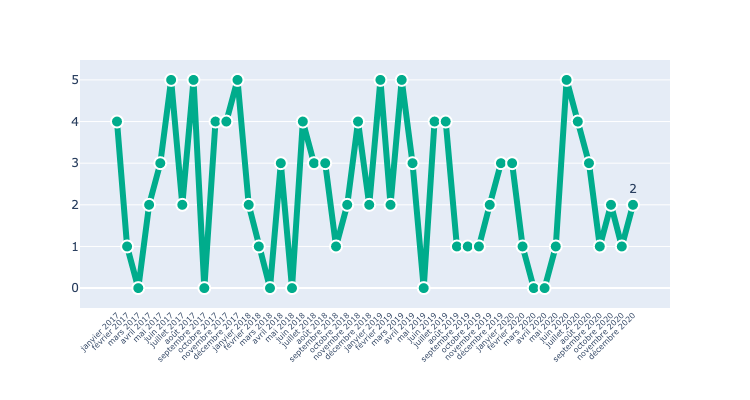 5
4
3
2
1
0
2
janvier 2017
février 2017
mars 2017
avril 2017
mai 2017
juin 2017
juillet 2017
août 2017
septembre 2017
octobre 2017
novembre 2017
décembre 2017
janvier 2018
février 2018
mars 2018
avril 2018
mai 2018
juin 2018
juillet 2018
août 2018
septembre 2018
octobre 2018
novembre 2018
décembre 2018
janvier 2019
février 2019
mars 2019
avril 2019
mai 2019
juin 2019
juillet 2019
août 2019
septembre 2019
octobre 2019
novembre 2019
décembre 2019
janvier 2020
février 2020
mars 2020
avril 2020
mai 2020
juin 2020
juillet 2020
août 2020
septembre 2020
octobre 2020
novembre 2020
décembre 2020